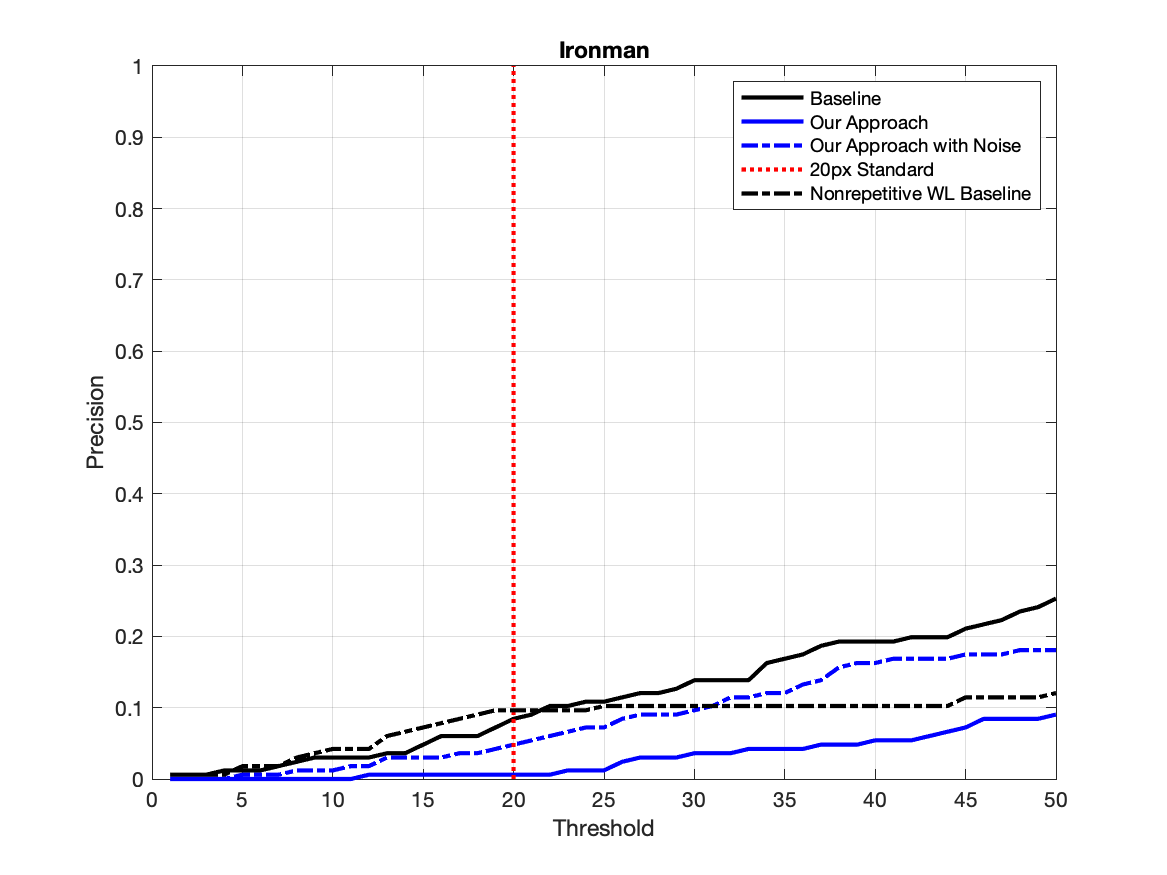 Ironman
1
0.9
0.8
0.7
0.6
0.5
0.4
0.3
0.2
0.1
0
Precision
Baseline
Our Approach
Our Approach with Noise
20px Standard
Nonrepetitive WL Baseline
0 5 10 15 20 25 30 35 40 45 50
Threshold